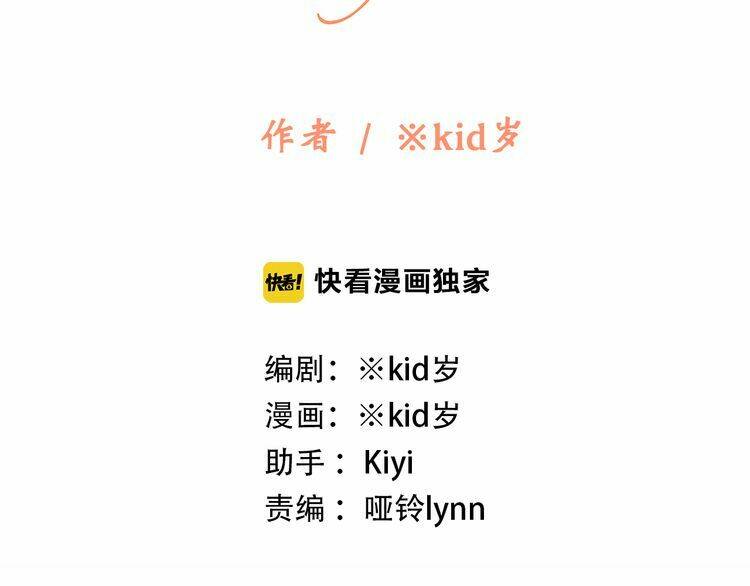 作者 / ※kid岁
快看! 快看漫画独家
编剧：※kid岁
漫画：※kid岁
助手：Kiyi
责编：哑铃lynn